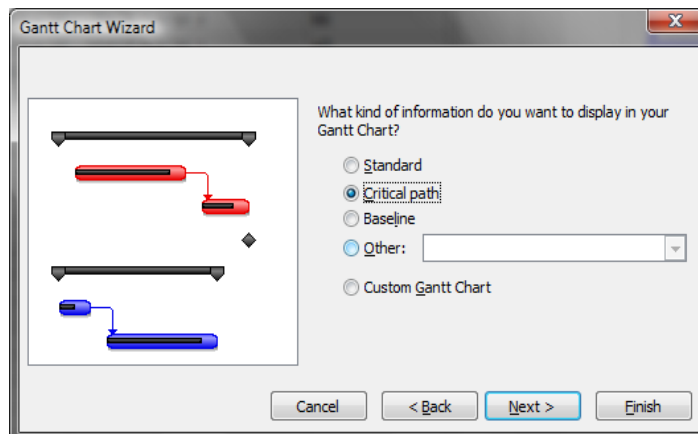 Gantt Chart Wizard
What kind of information do you want to display in your
Gantt Chart?
Standard
Critical path
Baseline
Other:
Custom Gantt Chart
Cancel
< Back
Next >
Finish